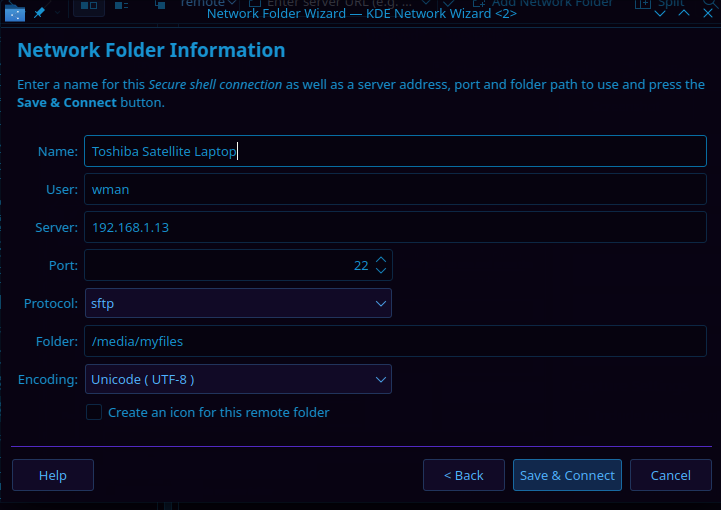 remote Enter server URL (e.g. ... Add Network Folder Split
Network Folder Wizard — KDE Network Wizard <2>
Network Folder Information
Enter a name for this Secure shell connection as well as a server address, port and folder path to use and press the
Save & Connect button.
Name: Toshiba Satellite Laptop
User: wman
Server: 192.168.1.13
Port: 22
Protocol: sftp
Folder: /media/myfiles
Encoding: Unicode ( UTF-8 )
Create an icon for this remote folder
Help < Back Save & Connect Cancel